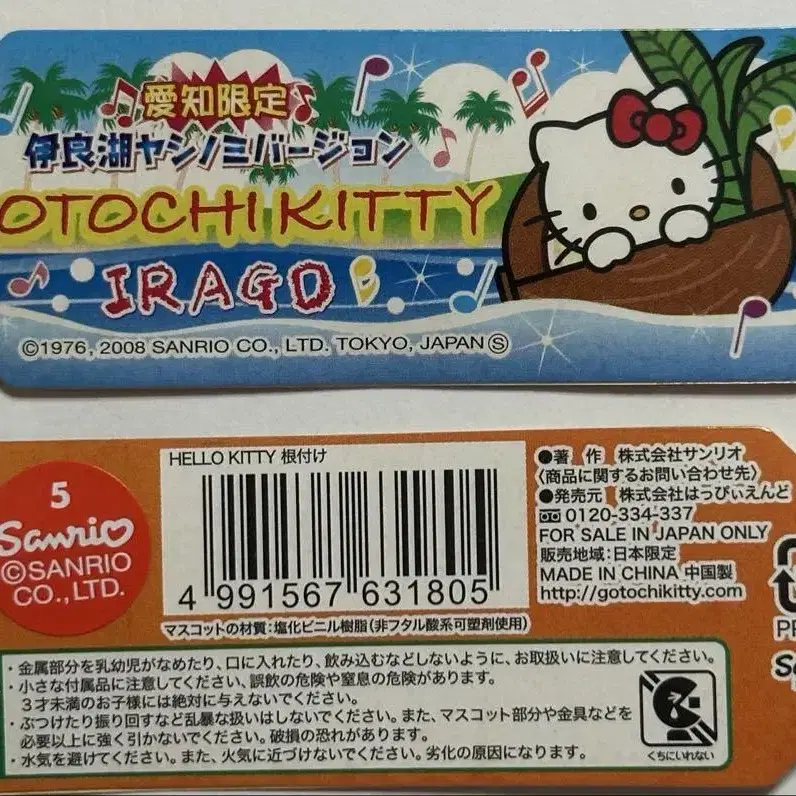 愛知限定
伊良湖ヤシノミバージョン
OTOCHI KITTY
IRAGO
©1976, 2008 SANRIO CO., LTD. TOKYO, JAPAN Ⓢ
5
Sanrio
©SANRIO
CO., LTD.
HELLO KITTY 根付け
4 991567 631805
マスコットの材質:塩化ビニル樹脂(非フタル酸系可塑剤使用)
●著 作 株式会社サンリオ
〈商品に関するお問い合わせ先〉
●発売元 株式会社はっぴぃえんど
0120-334-337
FOR SALE IN JAPAN ONLY
販売地域:日本限定
MADE IN CHINA 中国製
http://gotochikitty.com
・金属部分を乳幼児がなめたり、口に入れたり、飲み込むなどしないように、お取扱いに注意してください。
・小さな付属品に注意してください。誤飲の危険や窒息の危険があります。
3才未満のお子様には絶対に与えないでください。
・ぶつけたり振り回すなど乱暴な扱いはしないでください。また、マスコット部分や金具などを
必要以上に強く引かないでください。破損の恐れがあります。
・水気を避けてください。また、火気に近づけないでください。劣化の原因になります。
くちにいれない